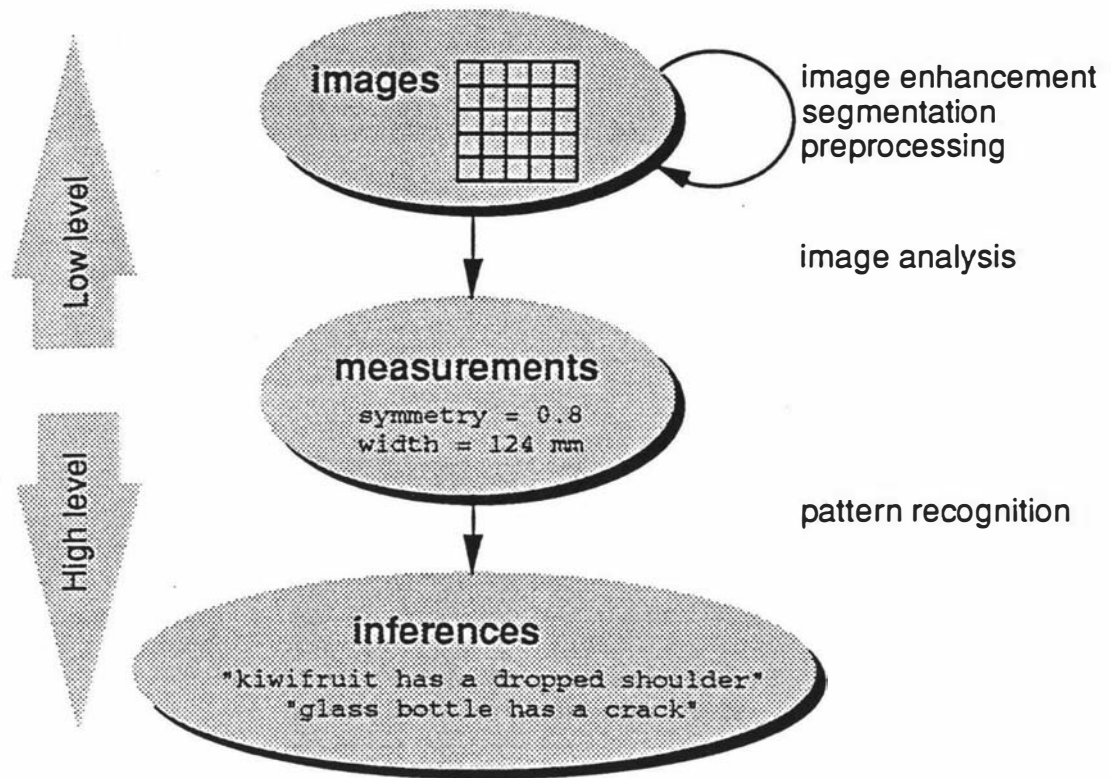 images
image enhancement
segmentation
preprocessing
Low level
image analysis
measurements
symmetry = 0.8
width = 124 mm
High level
pattern recognition
inferences
"kiwifruit has a dropped shoulder"
"glass bottle has a crack"